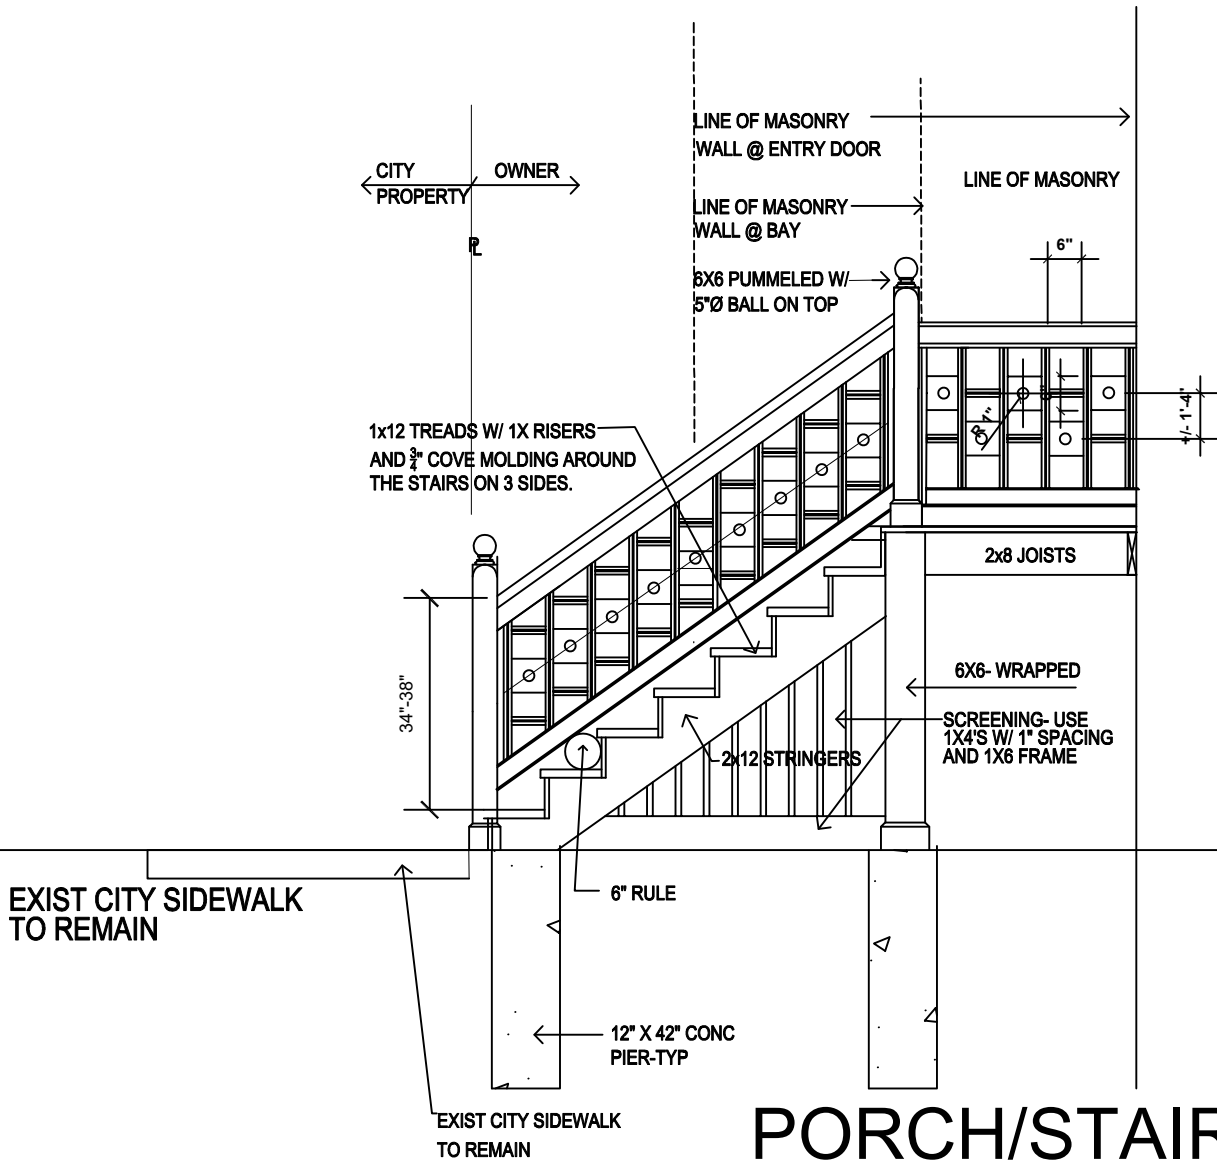 LINE OF MASONRY
WALL @ ENTRY DOOR
CITY
OWNER
PROPERTY
LINE OF MASONRY
LINE OF MASONRY
WALL @ BAY
PL
6"
6X6 PUMMELED W/
5"Ø BALL ON TOP
R 1"
+/- 1'-4"
1x12 TREADS W/ 1X RISERS
AND 3/4" COVE MOLDING AROUND
THE STAIRS ON 3 SIDES.
2x8 JOISTS
34"-38"
6X6- WRAPPED
SCREENING- USE
1X4'S W/ 1" SPACING
AND 1X6 FRAME
2x12 STRINGERS
EXIST CITY SIDEWALK
TO REMAIN
6" RULE
12" X 42" CONC
PIER-TYP
EXIST CITY SIDEWALK
TO REMAIN
PORCH/STAIR